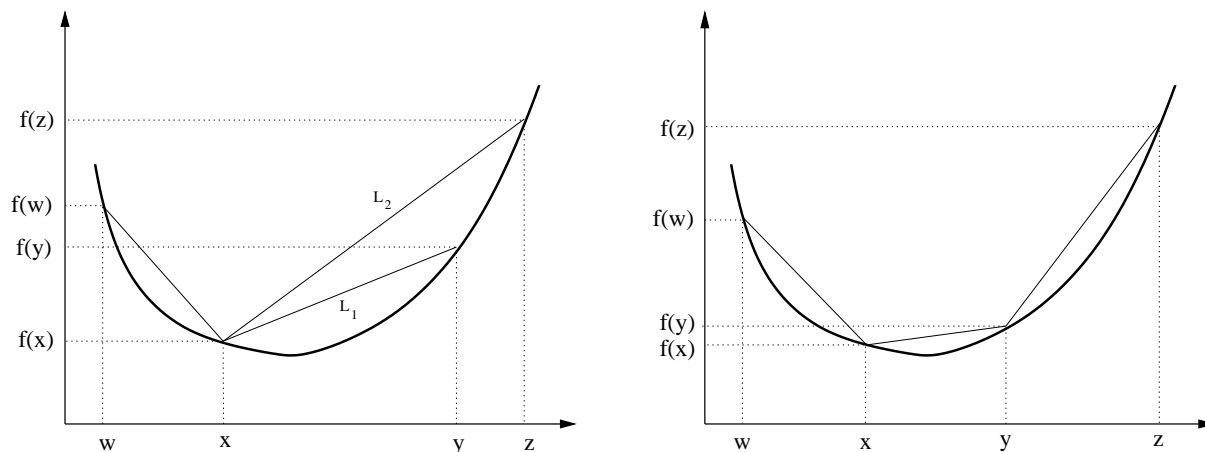 f(z)
f(w)
f(y)
f(x)
L2
L1
w x y z
f(z)
f(w)
f(y)
f(x)
w x y z